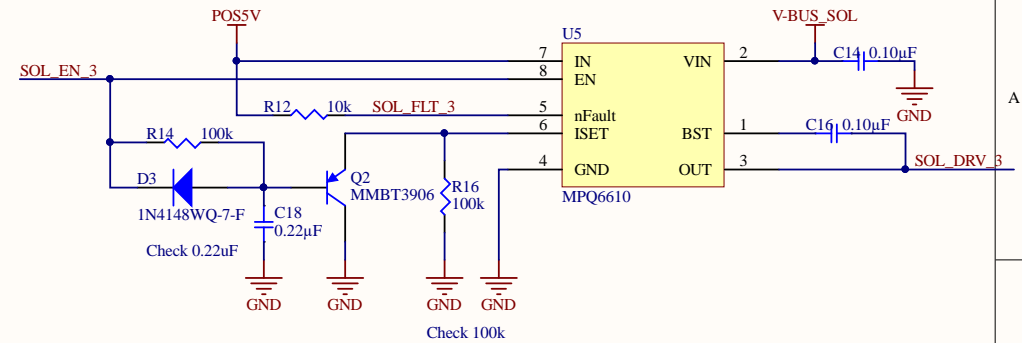 POS5V
U5
V-BUS_SOL
SOL_EN_3
7
8
IN
EN
VIN
2
C14
0.10µF
GND
A
R12
10k
SOL_FLT_3
5
6
nFault
ISET
BST
1
C16
0.10µF
R14
100k
4
GND
OUT
3
SOL_DRV_3
D3
1N4148WQ-7-F
Q2
MMBT3906
R16
100k
MPQ6610
C18
0.22µF
Check 0.22uF
GND
GND
GND
GND
Check 100k